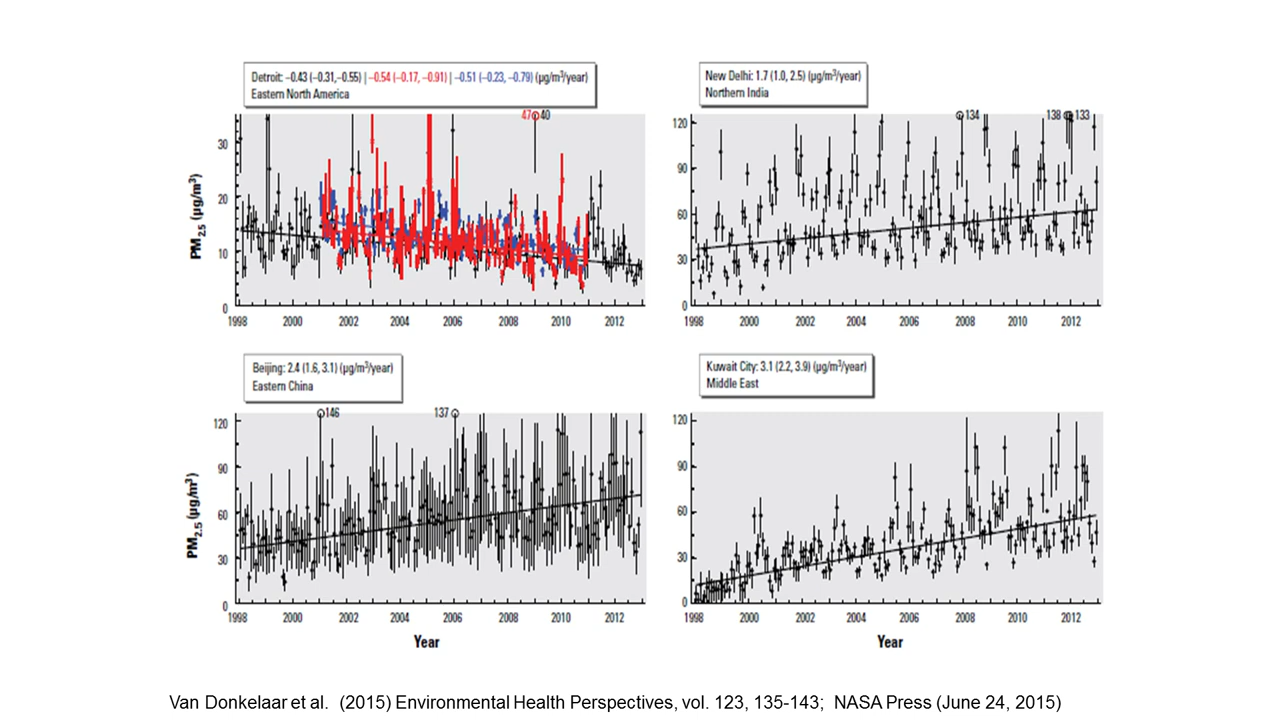 Detroit: –0.43 (–0.31,–0.55) | –0.54 (–0.17, –0.91) | –0.51 (–0.23, –0.79) (μg/m³/year)
Eastern North America
New Delhi: 1.7 (1.0, 2.5) (μg/m³/year)
Northern India
47 40
30
20
10
0
PM2.5 (μg/m³)
1998 2000 2002 2004 2006 2008 2010 2012
134 138 133
120
90
60
30
0
1998 2000 2002 2004 2006 2008 2010 2012
Beijing: 2.4 (1.6, 3.1) (μg/m³/year)
Eastern China
Kuwait City: 3.1 (2.2, 3.9) (μg/m³/year)
Middle East
146 137
120
90
60
30
0
PM2.5 (μg/m³)
1998 2000 2002 2004 2006 2008 2010 2012
Year
120
90
60
30
0
1998 2000 2002 2004 2006 2008 2010 2012
Year
Van Donkelaar et al. (2015) Environmental Health Perspectives, vol. 123, 135-143; NASA Press (June 24, 2015)